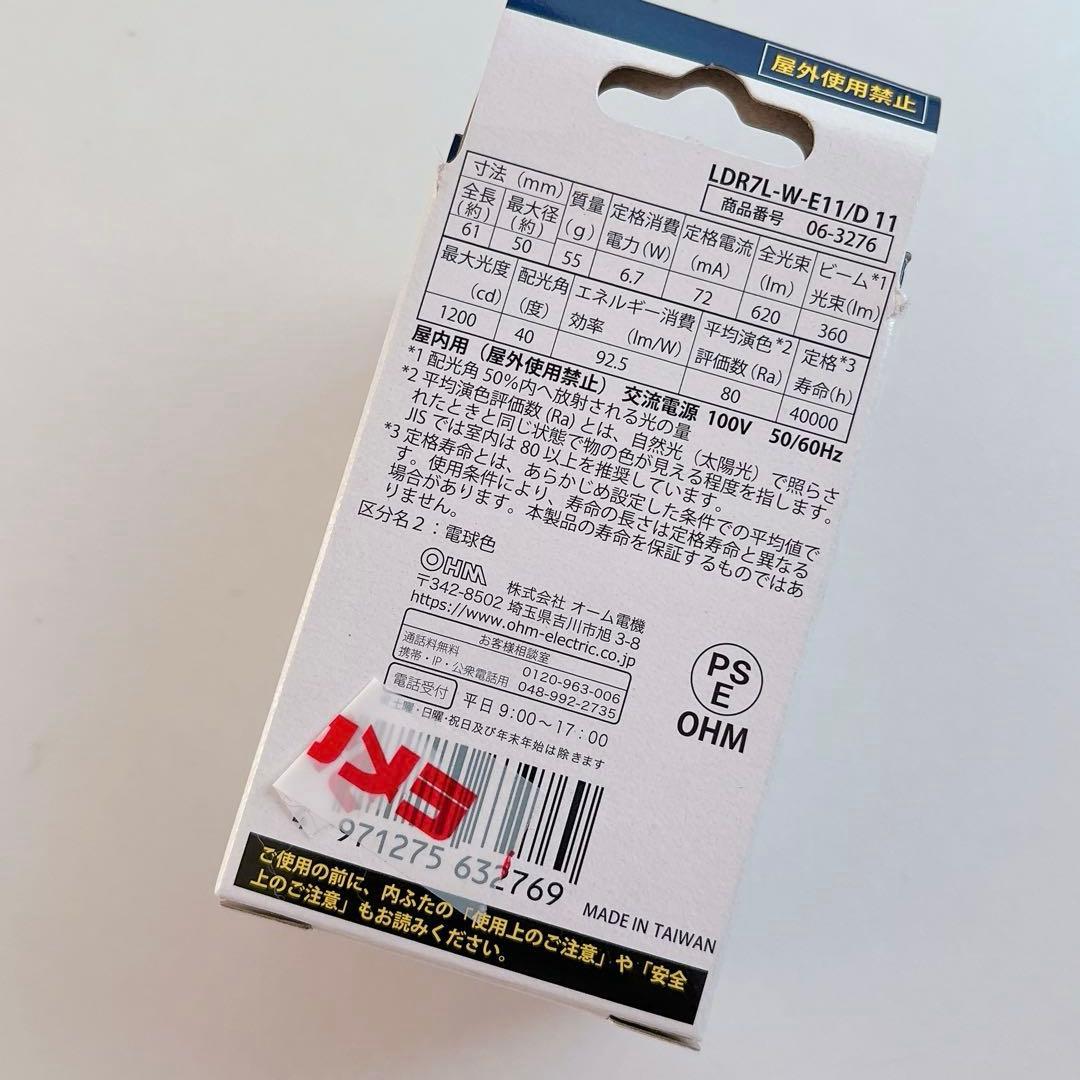 屋外使用禁止
LDR7L-W-E11/D 11
商品番号 06-3276
寸法 (mm) 質量(g) 定格消費電力(W) 定格電流(mA) 全光束(lm) ビーム*1光束(lm)
全長(約) 最大径(約)
61 50 55 6.7 72 620 360
最大光度(cd) 配光角(度) エネルギー消費効率 (lm/W) 平均演色*2評価数(Ra) 定格*3寿命(h)
1200 40 92.5 80 40000
屋内用(屋外使用禁止) 交流電源 100V 50/60Hz
*1 配光角 50%内へ放射される光の量
*2 平均演色評価数(Ra)とは、自然光(太陽光)で照らさ
れたときと同じ状態で物の色が見える程度を指します。
JISでは室内は80以上を推奨しています。
*3 定格寿命とは、あらかじめ設定した条件での平均値で
す。使用条件により、寿命の長さは定格寿命と異なる
場合があります。本製品の寿命を保証するものではあ
りません。
区分名2:電球色
OHM 株式会社 オーム電機
〒342-8502 埼玉県吉川市旭 3-8
https://www.ohm-electric.co.jp
お客様相談室
通話料無料 0120-963-006
携帯・IP・公衆電話用 048-992-2735
電話受付 平日 9:00〜17:00
土曜・日曜・祝日及び年末年始は除きます
PS
E
OHM
971275 632769
MADE IN TAIWAN
ご使用の前に、内ふたの「使用上のご注意」や「安全
上のご注意」もお読みください。